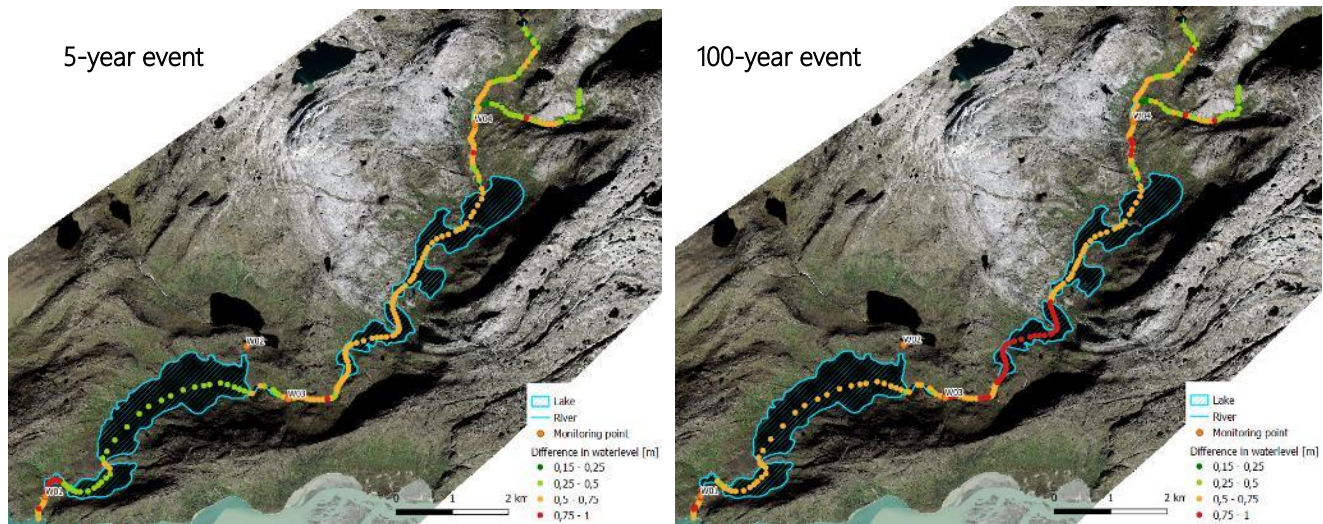 5-year event
W04
W02
W03
W01
Lake
River
Monitoring point
Difference in waterlevel [m]
0,15 - 0,25
0,25 - 0,5
0,5 - 0,75
0,75 - 1
0 1 2 km
100-year event
W04
W02
W03
W01
Lake
River
Monitoring point
Difference in waterlevel [m]
0,15 - 0,25
0,25 - 0,5
0,5 - 0,75
0,75 - 1
0 1 2 km